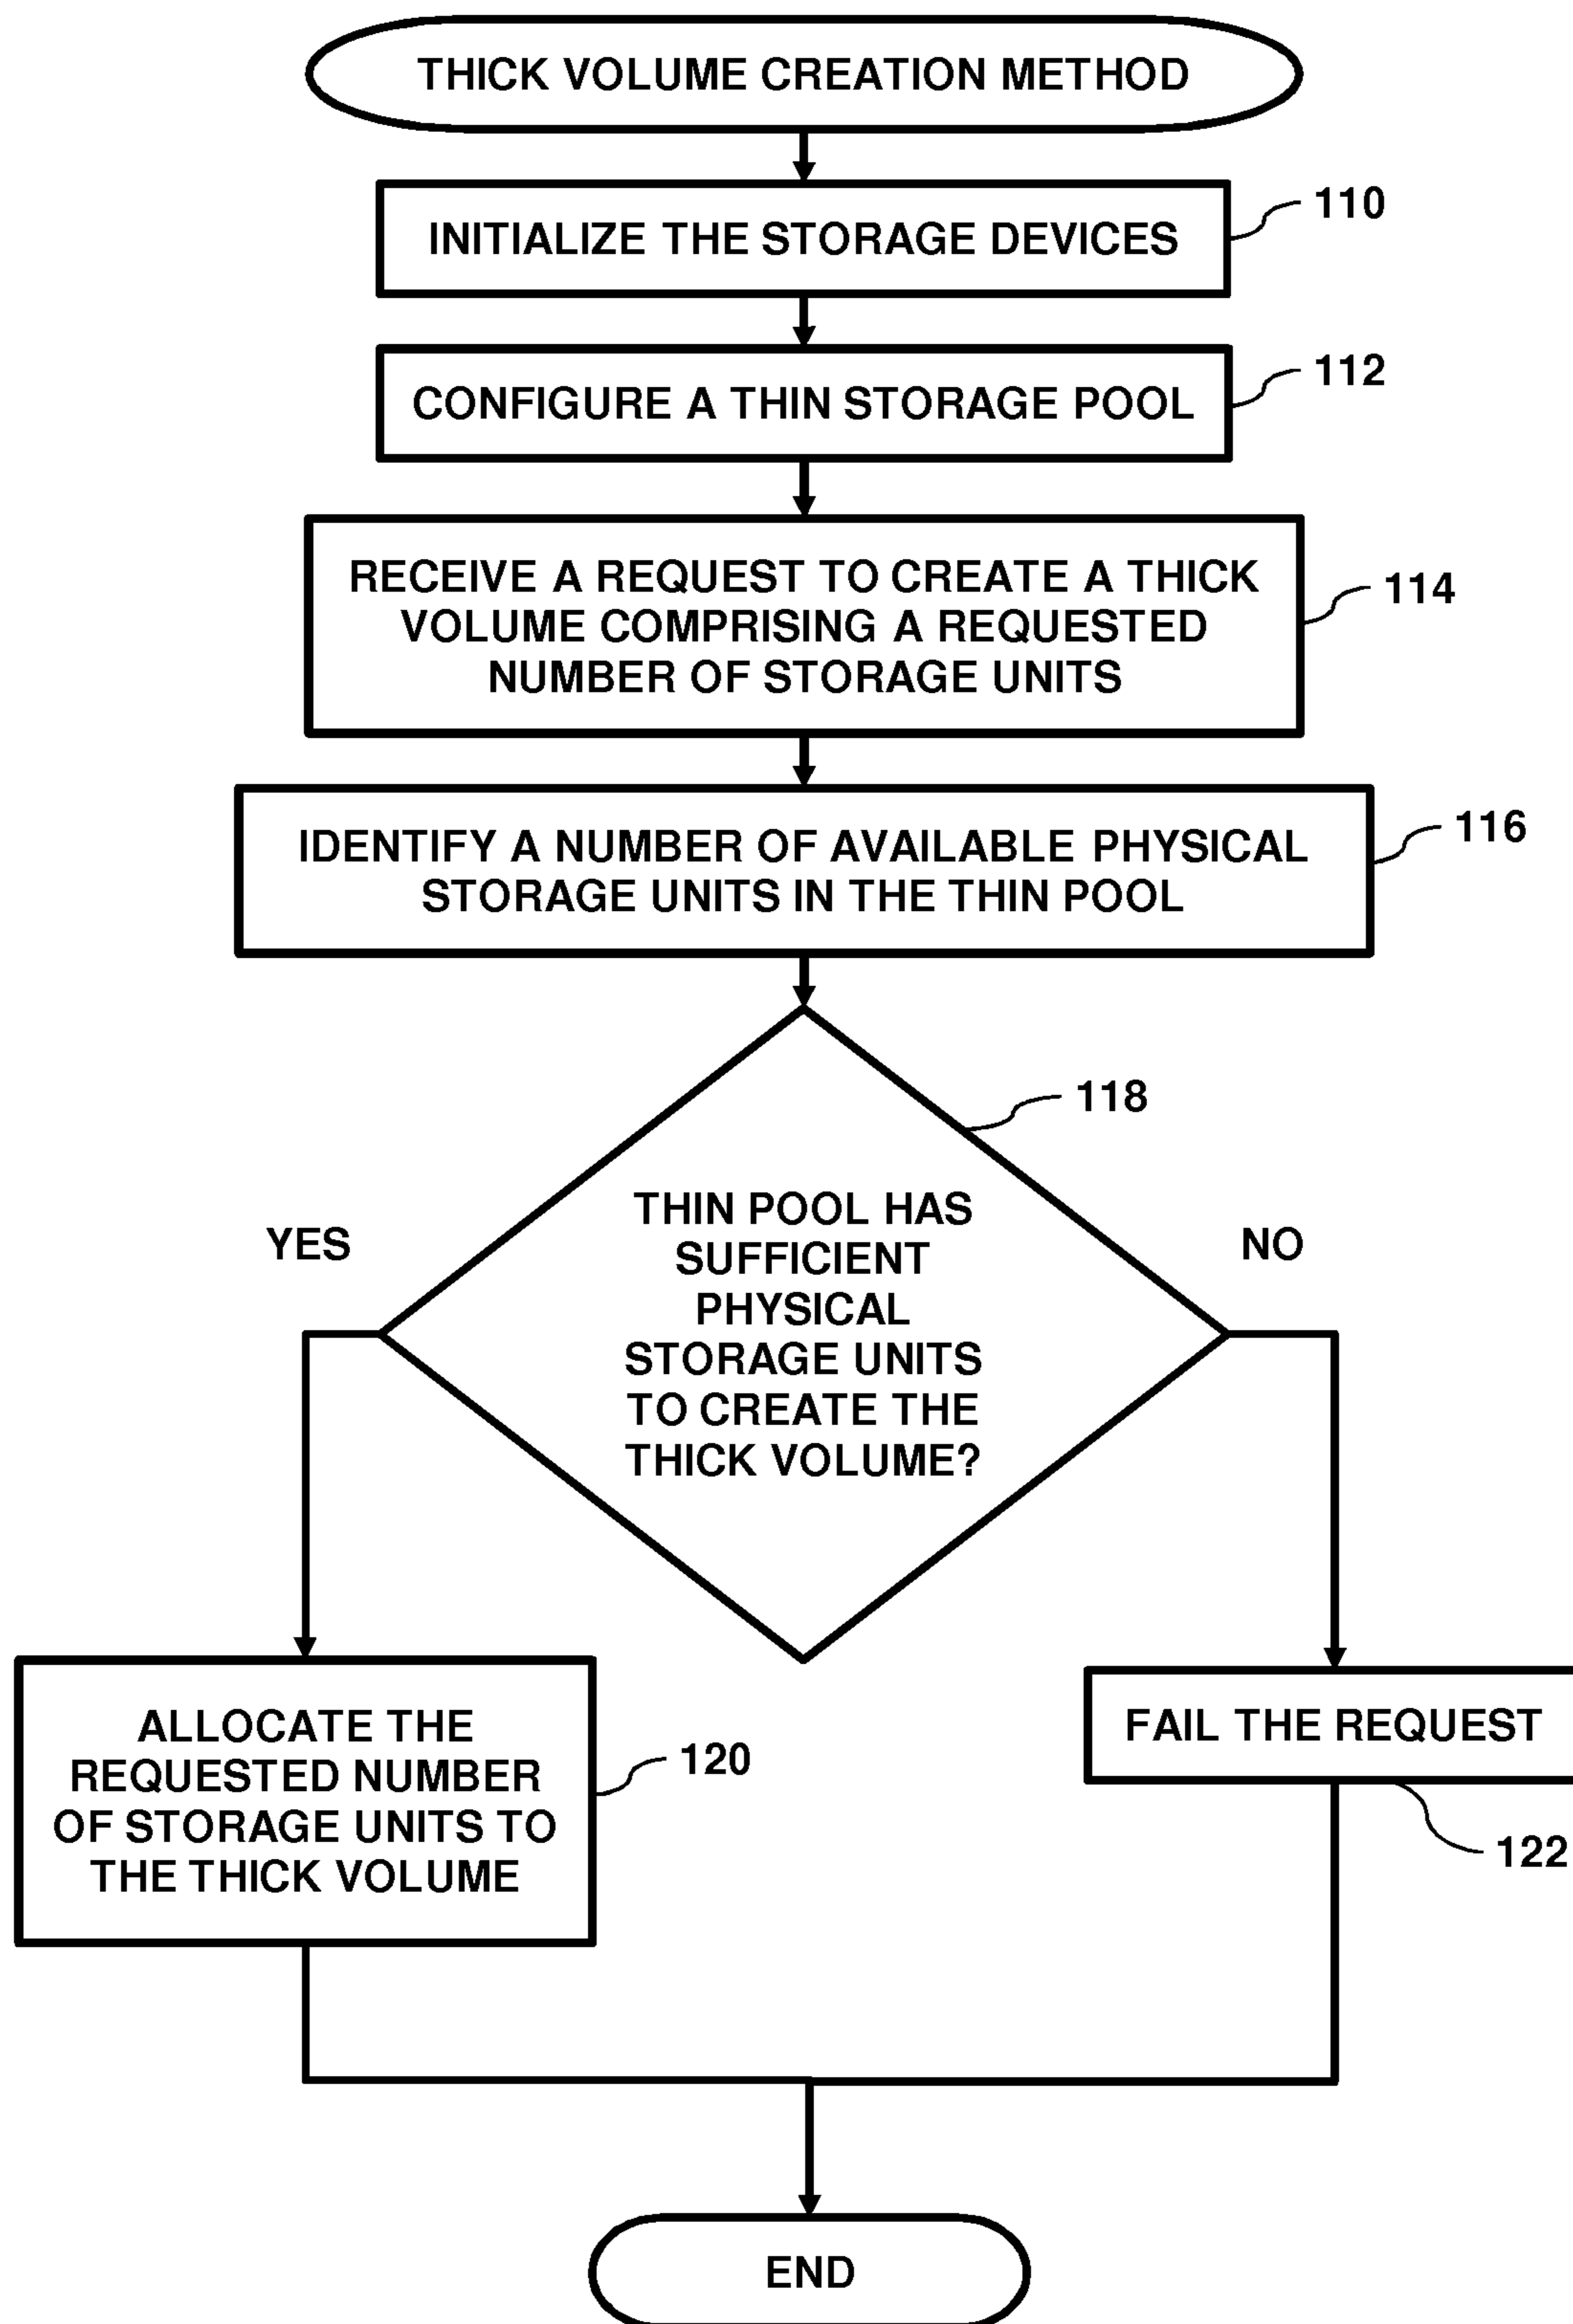 THICK VOLUME CREATION METHOD
INITIALIZE THE STORAGE DEVICES
110
CONFIGURE A THIN STORAGE POOL
112
RECEIVE A REQUEST TO CREATE A THICK
VOLUME COMPRISING A REQUESTED
NUMBER OF STORAGE UNITS
114
IDENTIFY A NUMBER OF AVAILABLE PHYSICAL
STORAGE UNITS IN THE THIN POOL
116
118
THIN POOL HAS
SUFFICIENT
PHYSICAL
STORAGE UNITS
TO CREATE THE
THICK VOLUME?
YES
NO
ALLOCATE THE
REQUESTED NUMBER
OF STORAGE UNITS TO
THE THICK VOLUME
120
FAIL THE REQUEST
122
END